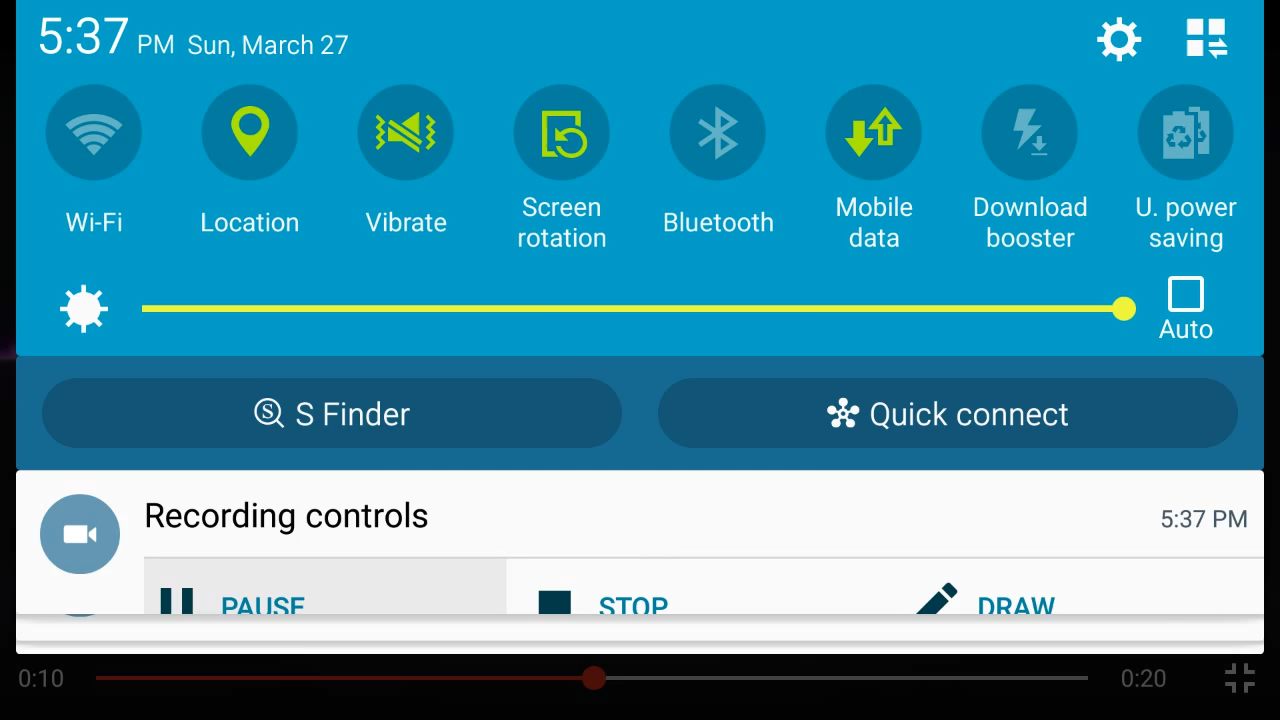 5:37 PM Sun, March 27
Wi-Fi
Location
Vibrate
Screen
rotation
Bluetooth
Mobile
data
Download
booster
U. power
saving
Auto
S Finder
Quick connect
Recording controls
5:37 PM
PAUSE
STOP
DRAW
0:10
0:20